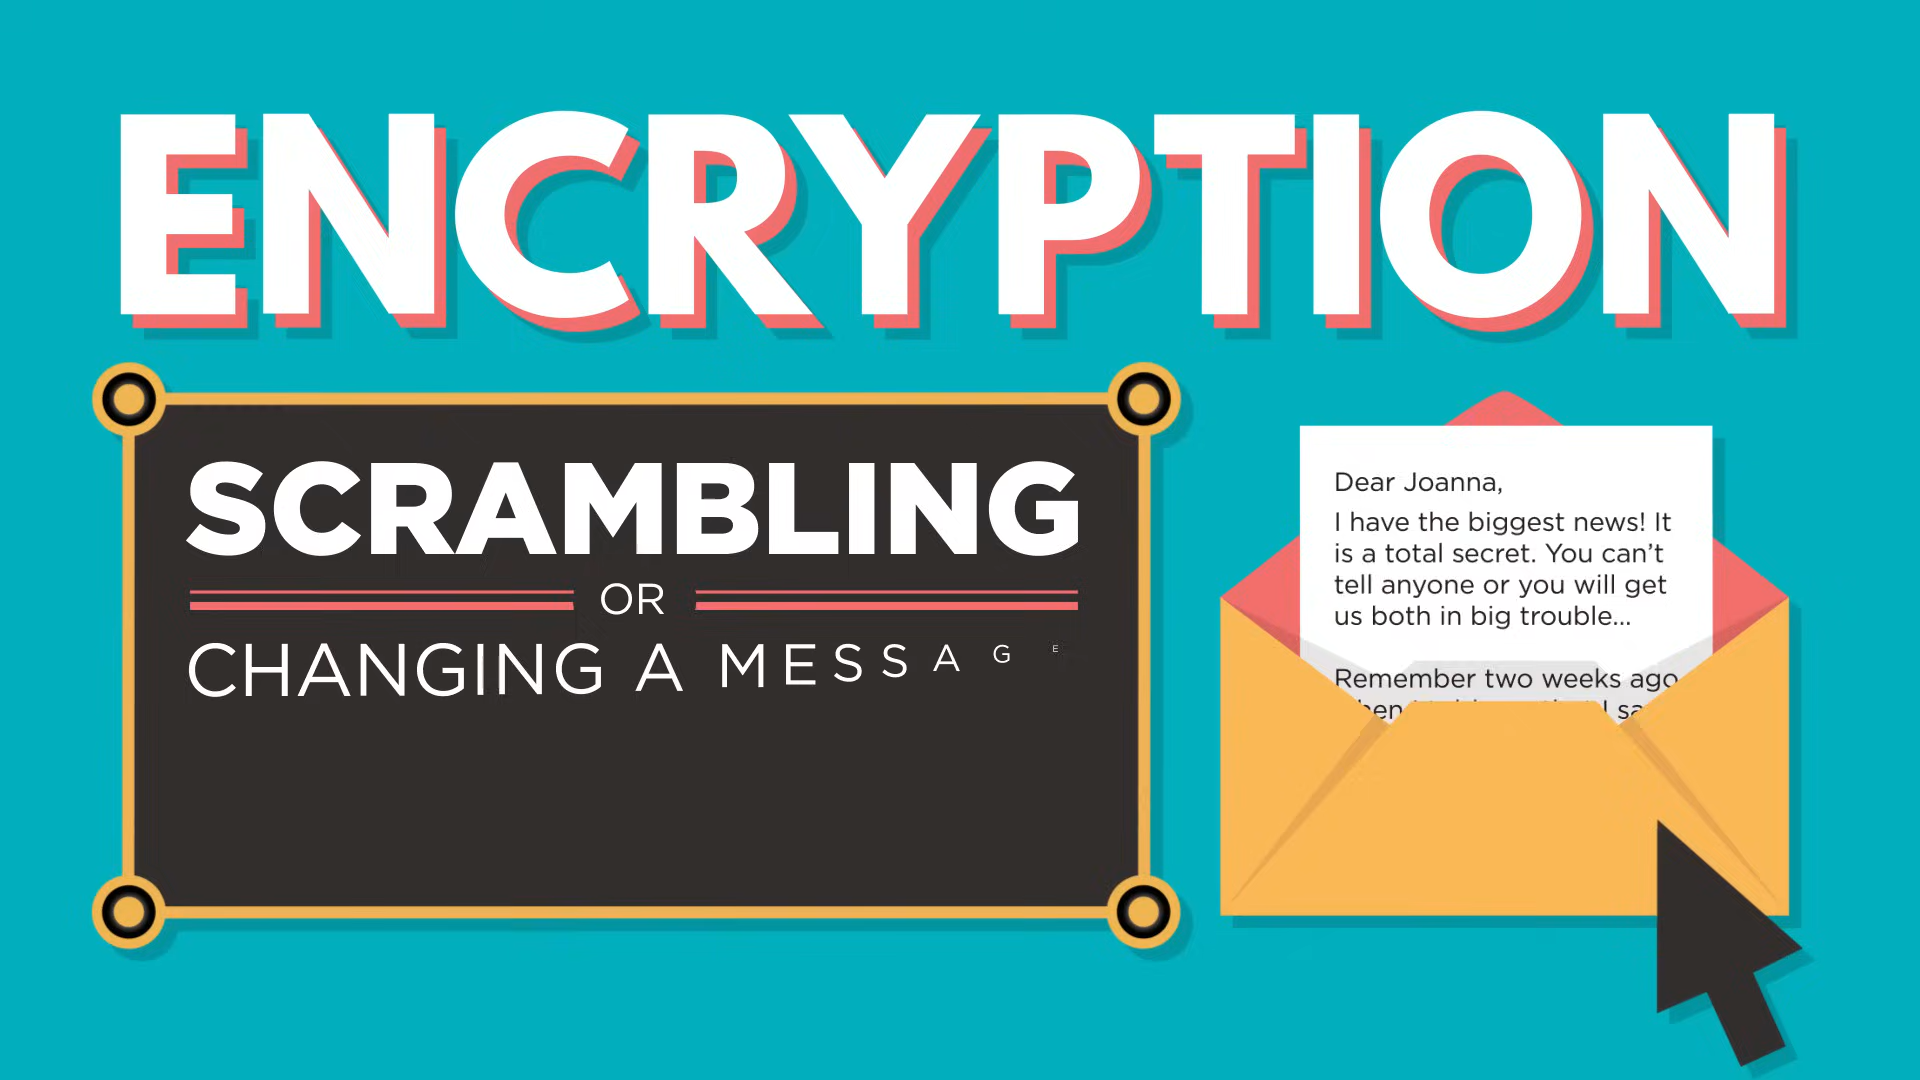 ENCRYPTION
SCRAMBLING
OR
CHANGING A MESSAGE
Dear Joanna,
I have the biggest news! It
is a total secret. You can't
tell anyone or you will get
us both in big trouble...
Remember two weeks ago